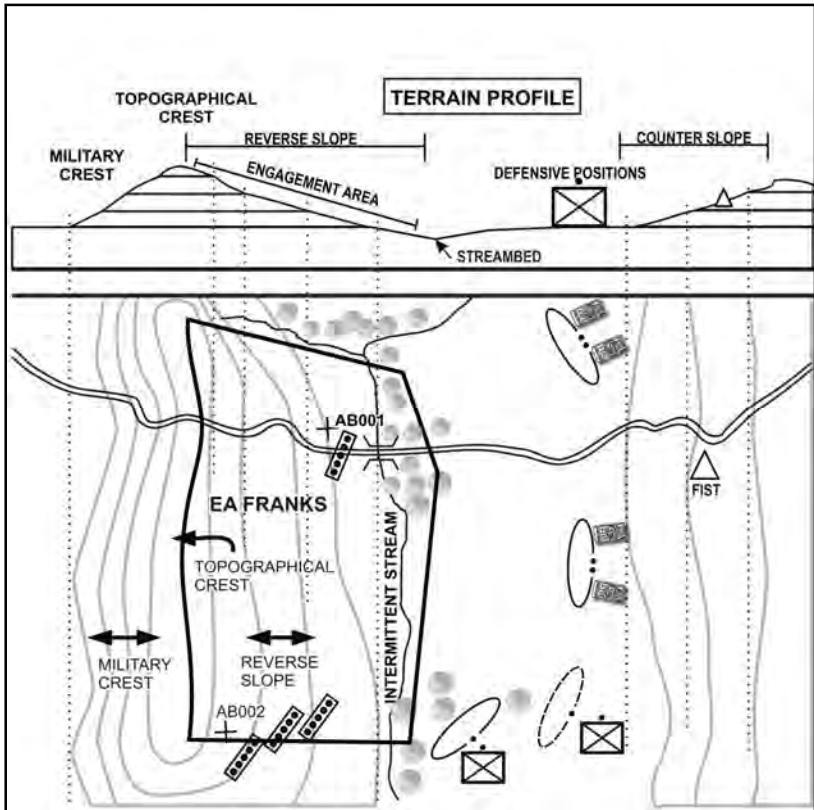 TERRAIN PROFILE
TOPOGRAPHICAL
CREST
REVERSE SLOPE
COUNTER SLOPE
MILITARY
CREST
ENGAGEMENT AREA
DEFENSIVE POSITIONS
STREAMBED
AB001
FIST
EA FRANKS
TOPOGRAPHICAL
CREST
INTERMITTENT STREAM
MILITARY
CREST
REVERSE
SLOPE
AB002